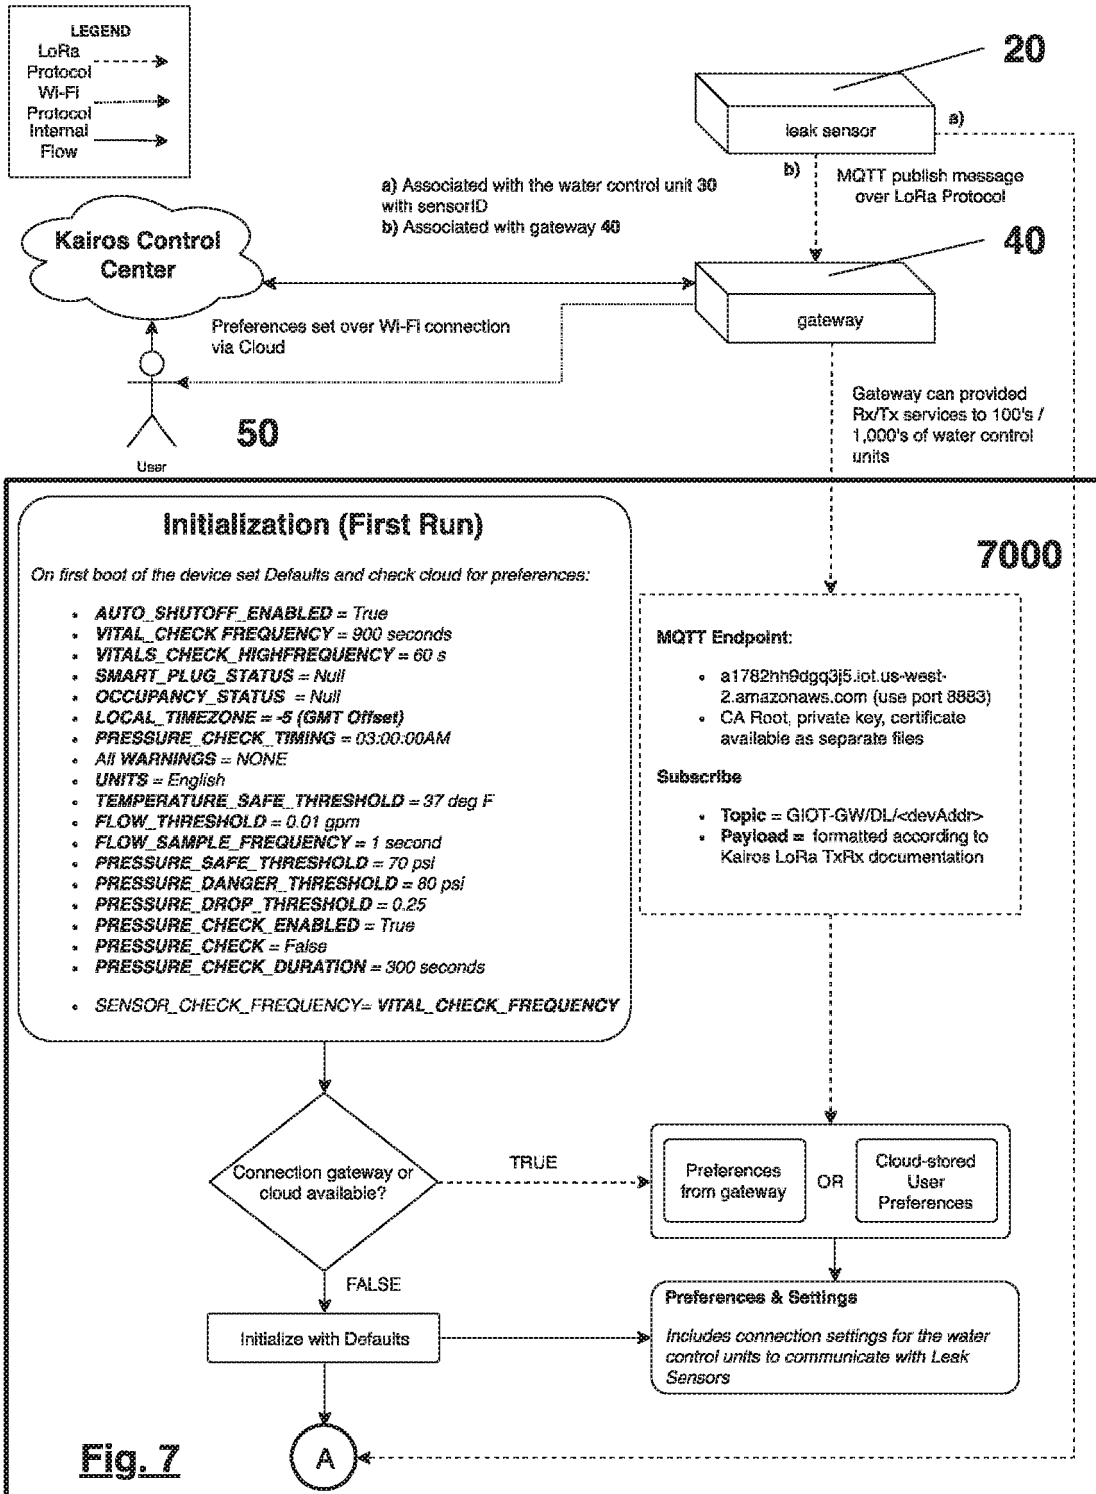 LEGEND
LoRa
Protocol
Wi-Fi
Protocol
Internal
Flow
20
leak sensor
a)
b)
MQTT publish message
over LoRa Protocol
a) Associated with the water control unit 30
with sensorID
b) Associated with gateway 40
40
Kairos Control
Center
gateway
Preferences set over Wi-Fi connection
via Cloud
50
User
Gateway can provided
Rx/Tx services to 100's /
1,000's of water control
units
7000
Initialization (First Run)
On first boot of the device set Defaults and check cloud for preferences:
• AUTO_SHUTOFF_ENABLED = True
• VITAL_CHECK FREQUENCY = 900 seconds
• VITALS_CHECK_HIGHFREQUENCY = 60 s
• SMART_PLUG_STATUS = Null
• OCCUPANCY_STATUS = Null
• LOCAL_TIMEZONE = -5 (GMT Offset)
• PRESSURE_CHECK_TIMING = 03:00:00AM
• All WARNINGS = NONE
• UNITS = English
• TEMPERATURE_SAFE_THRESHOLD = 37 deg F
• FLOW_THRESHOLD = 0.01 gpm
• FLOW_SAMPLE_FREQUENCY = 1 second
• PRESSURE_SAFE_THRESHOLD = 70 psi
• PRESSURE_DANGER_THRESHOLD = 80 psi
• PRESSURE_DROP_THRESHOLD = 0.25
• PRESSURE_CHECK_ENABLED = True
• PRESSURE_CHECK = False
• PRESSURE_CHECK_DURATION = 300 seconds
• SENSOR_CHECK_FREQUENCY= VITAL_CHECK_FREQUENCY
MQTT Endpoint:
• a1782hh9dgq3j5.iot.us-west-
2.amazonaws.com (use port 8883)
• CA Root, private key, certificate
available as separate files
Subscribe
• Topic = GIOT-GW/DL/<devAddr>
• Payload = formatted according to
Kairos LoRa TxRx documentation
Connection gateway or
cloud available?
TRUE
FALSE
Preferences
from gateway
OR
Cloud-stored
User
Preferences
Initialize with Defaults
Preferences & Settings
Includes connection settings for the water
control units to communicate with Leak
Sensors
A
Fig. 7